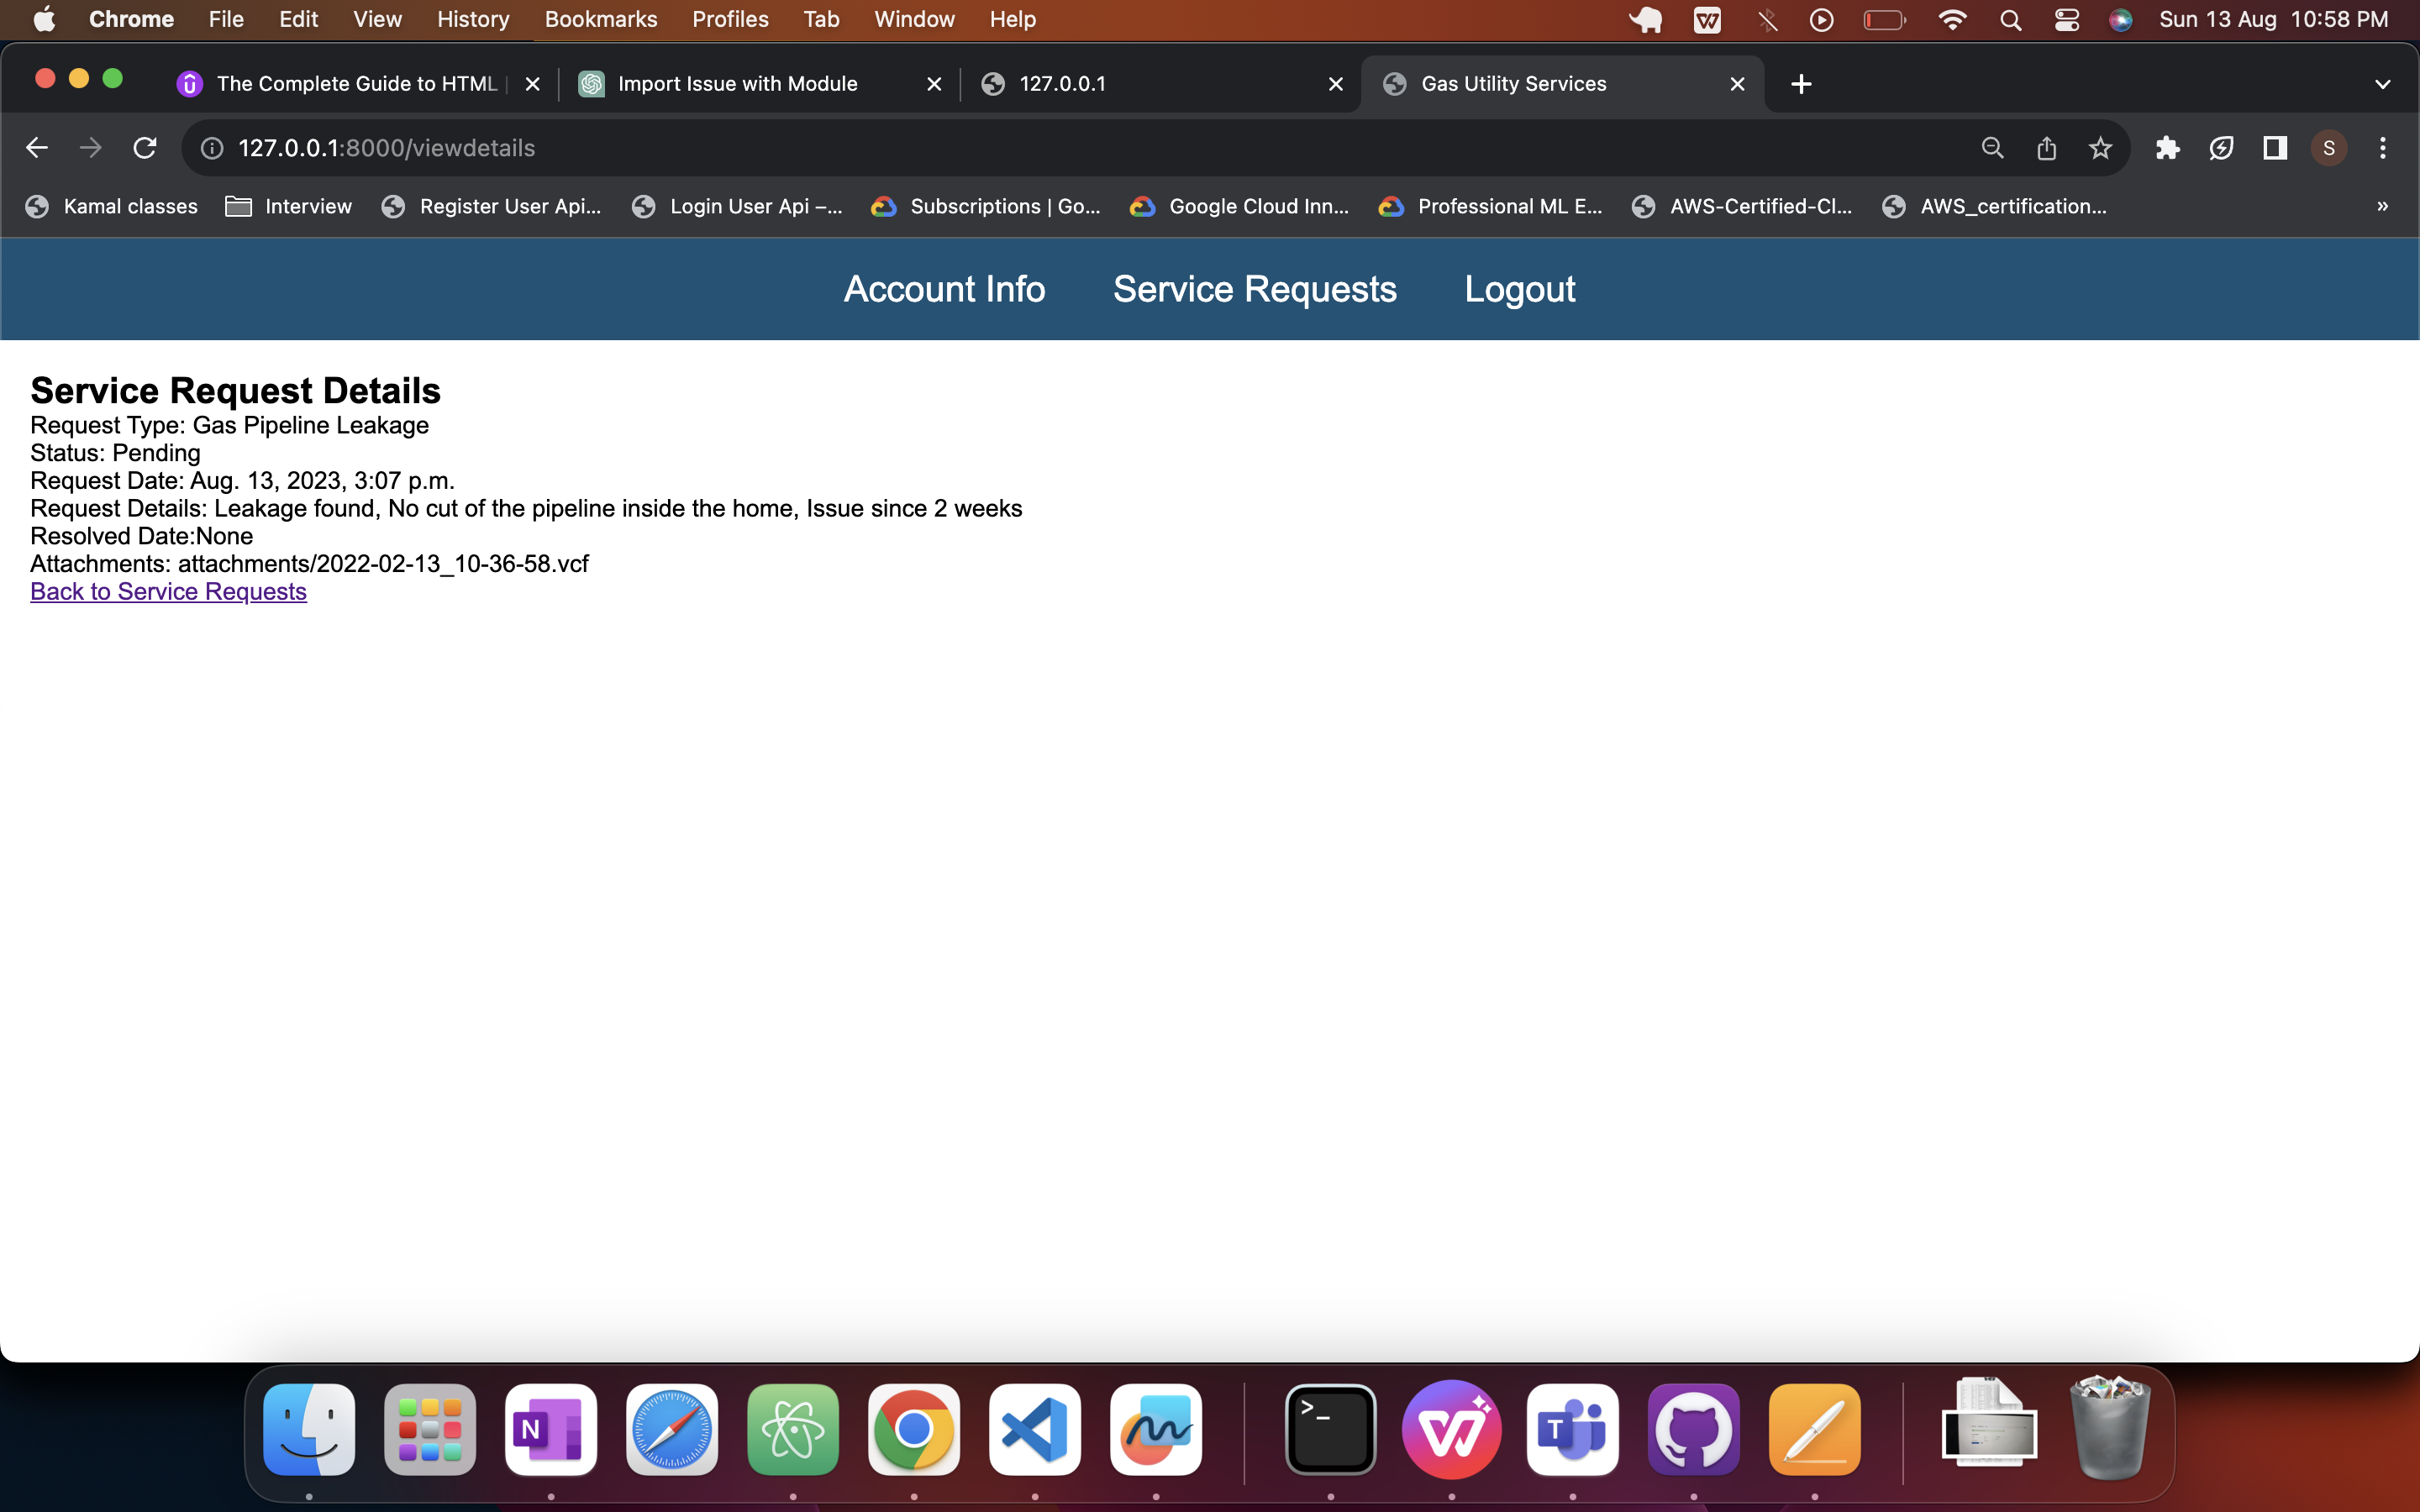 Chrome File Edit View History Bookmarks Profiles Tab Window Help Sun 13 Aug 10:58 PM
The Complete Guide to HTML Import Issue with Module 127.0.0.1 Gas Utility Services
127.0.0.1:8000/viewdetails S
Kamal classes Interview Register User Api... Login User Api –... Subscriptions | Go... Google Cloud Inn... Professional ML E... AWS-Certified-Cl... AWS_certification... »
Account Info Service Requests Logout
Service Request Details
Request Type: Gas Pipeline Leakage
Status: Pending
Request Date: Aug. 13, 2023, 3:07 p.m.
Request Details: Leakage found, No cut of the pipeline inside the home, Issue since 2 weeks
Resolved Date:None
Attachments: attachments/2022-02-13_10-36-58.vcf
Back to Service Requests
N >_ T